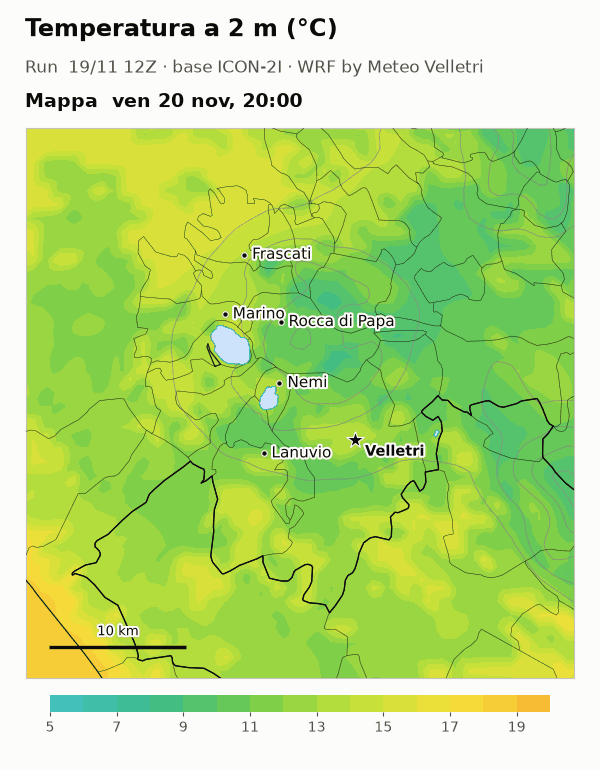 Temperatura a 2 m (°C)
Run  19/11 12Z · base ICON-2I · WRF by Meteo Velletri
Mappa  ven 20 nov, 20:00
Frascati
Marino
Rocca di Papa
Nemi
Velletri
Lanuvio
10 km
5 7 9 11 13 15 17 19